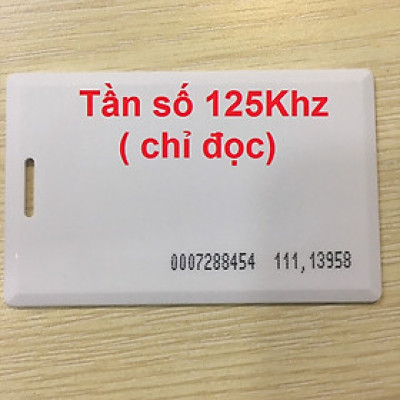 Tần số 125Khz
( chỉ đọc)
0007288454 111,13958